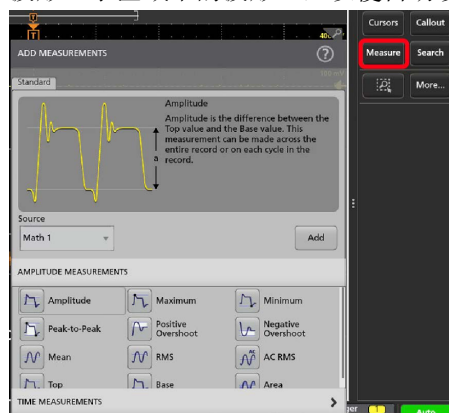 Cursors
Callout
ADD MEASUREMENTS
?
Measure
Search
Standard
More...
Amplitude
Amplitude is the difference between the
Top value and the Base value. This
measurement can be made across the
entire record or on each cycle in the
record.
a
Source
Math 1
Add
AMPLITUDE MEASUREMENTS
Amplitude
Maximum
Minimum
Peak-to-Peak
Positive
Overshoot
Negative
Overshoot
Mean
RMS
AC RMS
Top
Base
Area
TIME MEASUREMENTS
Auto